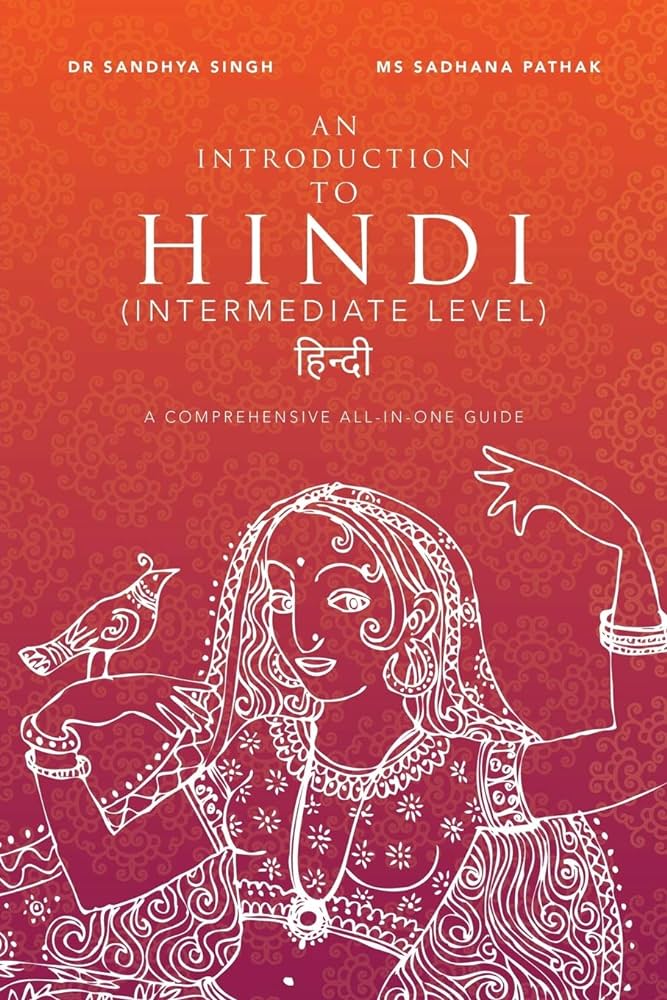 DR SANDHYA SINGH MS SADHANA PATHAK
AN
INTRODUCTION
TO
HINDI
(INTERMEDIATE LEVEL)
हिन्दी
A COMPREHENSIVE ALL-IN-ONE GUIDE